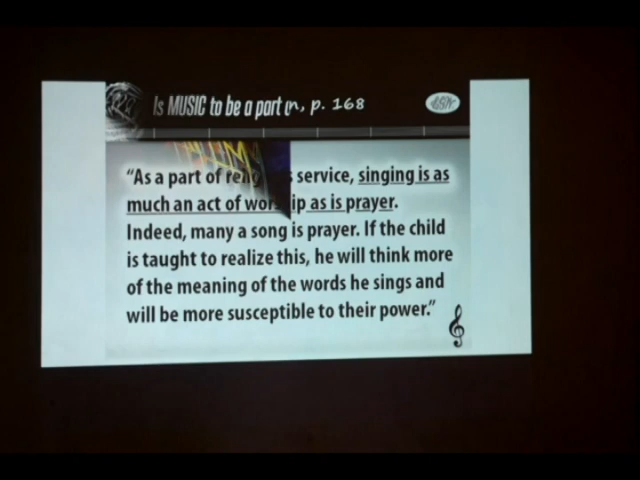 Is MUSIC to be a part n, p. 168
"As a part of reli s service, singing is as
much an act of wor ip as is prayer.
Indeed, many a song is prayer. If the child
is taught to realize this, he will think more
of the meaning of the words he sings and
will be more susceptible to their power."